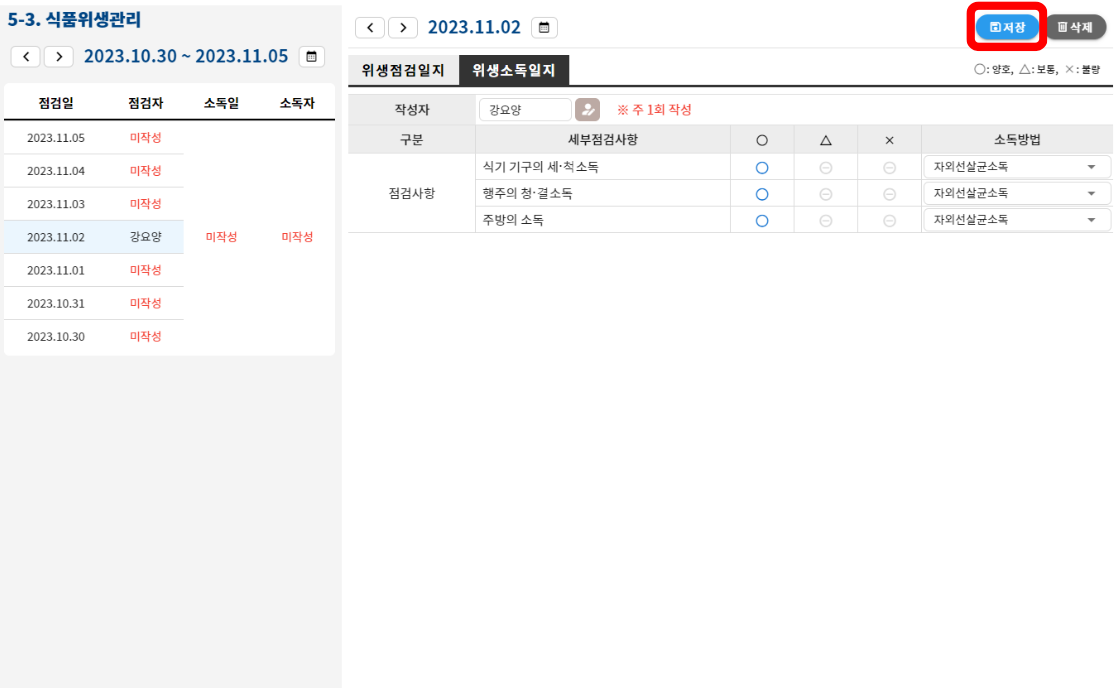 5-3. 식품위생관리
2023.10.30 ~ 2023.11.05
점검일 점검자 소독일 소독자
2023.11.05 미작성
2023.11.04 미작성
2023.11.03 미작성
2023.11.02 강요양 미작성 미작성
2023.11.01 미작성
2023.10.31 미작성
2023.10.30 미작성
2023.11.02
저장 삭제
위생점검일지 위생소독일지
○: 양호, △: 보통, ×: 불량
작성자 강요양 ※ 주 1회 작성
구분 세부점검사항 ○ △ × 소독방법
점검사항
식기 기구의 세·척소독 자외선살균소독
행주의 청·결소독 자외선살균소독
주방의 소독 자외선살균소독